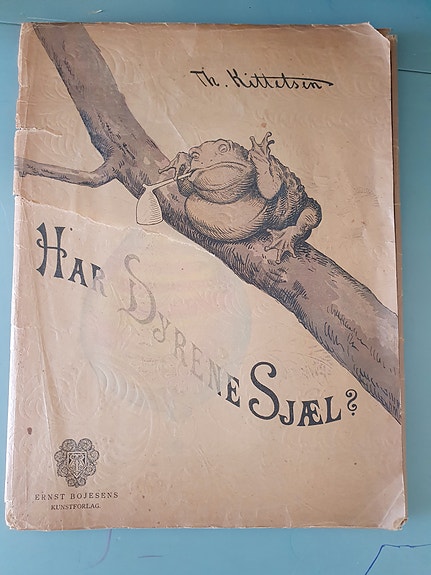 Th. Kittelsen
HAR DYRENE SJÆL?
ERNST BOJESENS
KUNSTFORLAG.